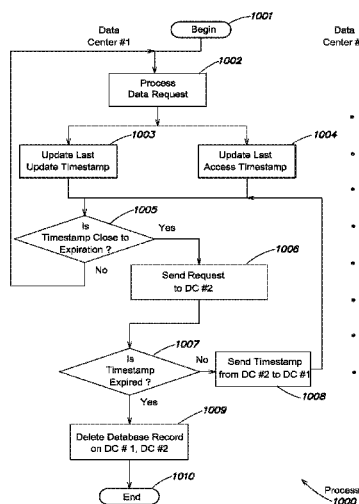 Data
Center #1
Begin
1001
Data
Center #
1002
Process
Data Request
1003
1004
Update Last
Update Timestamp
Update Last
Access Timestamp
1005
Is
Timestamp Close to
Expiration ?
Yes
No
1006
Send Request
to DC #2
1007
Is
Timestamp
Expired ?
No
Yes
Send Timestamp
from DC #2 to DC #1
1008
1009
Delete Database Record
on DC # 1, DC #2
1010
End
Process
1000